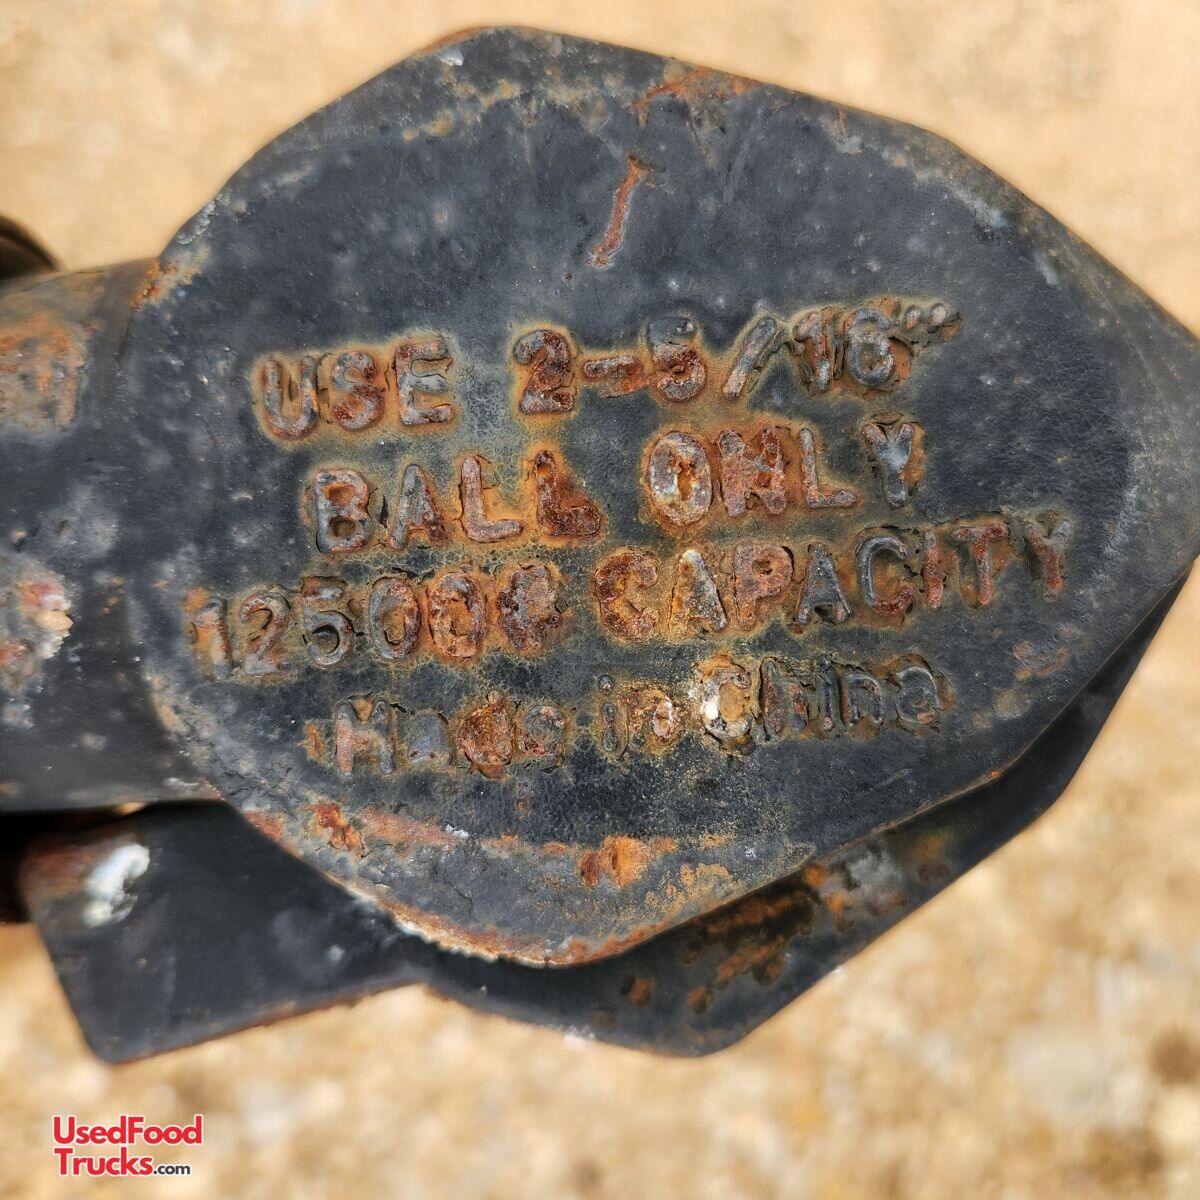 USE 2-5/16"
BALL ONLY
12500# CAPACITY
Made in China
UsedFood
Trucks.com